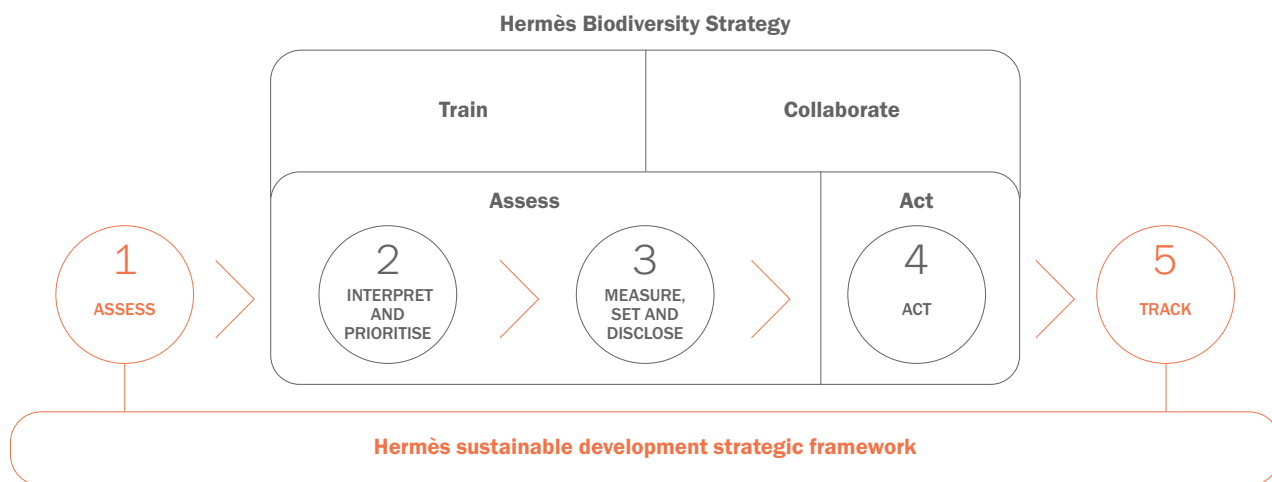 Hermès Biodiversity Strategy
Train
Collaborate
Assess
Act
1
ASSESS
2
INTERPRET
AND
PRIORITISE
3
MEASURE,
SET AND
DISCLOSE
4
ACT
5
TRACK
Hermès sustainable development strategic framework